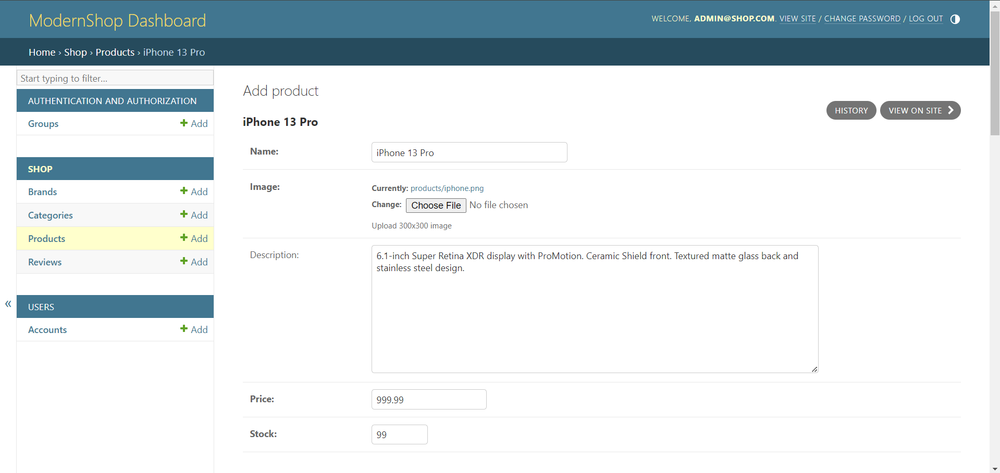 ModernShop Dashboard
WELCOME, ADMIN@SHOP.COM. VIEW SITE / CHANGE PASSWORD / LOG OUT
Home › Shop › Products › iPhone 13 Pro
Start typing to filter...
AUTHENTICATION AND AUTHORIZATION
Groups Add
SHOP
Brands Add
Categories Add
Products Add
Reviews Add
«
USERS
Accounts Add
Add product
HISTORY VIEW ON SITE
iPhone 13 Pro
Name: iPhone 13 Pro
Image: Currently: products/iphone.png
Change: Choose File No file chosen
Upload 300x300 image
Description: 6.1-inch Super Retina XDR display with ProMotion. Ceramic Shield front. Textured matte glass back and
stainless steel design.
Price: 999.99
Stock: 99